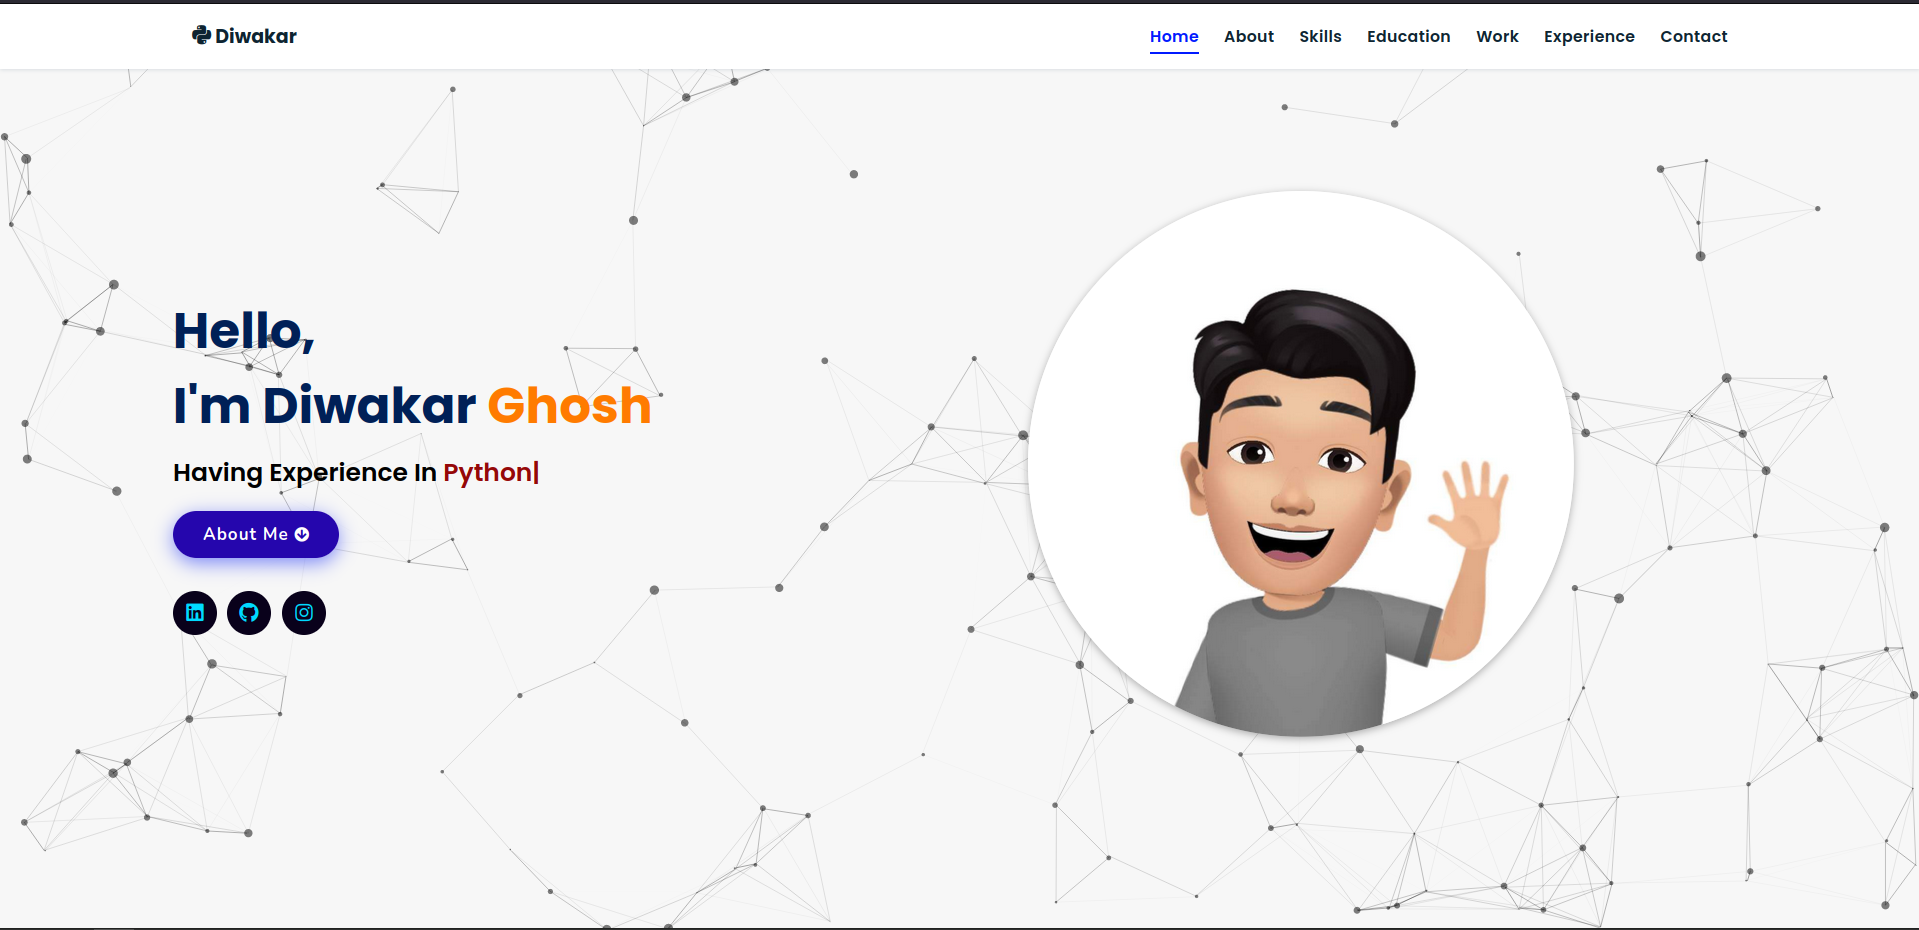 Diwakar
Home About Skills Education Work Experience Contact
Hello,
I'm Diwakar Ghosh
Having Experience In Python|
About Me